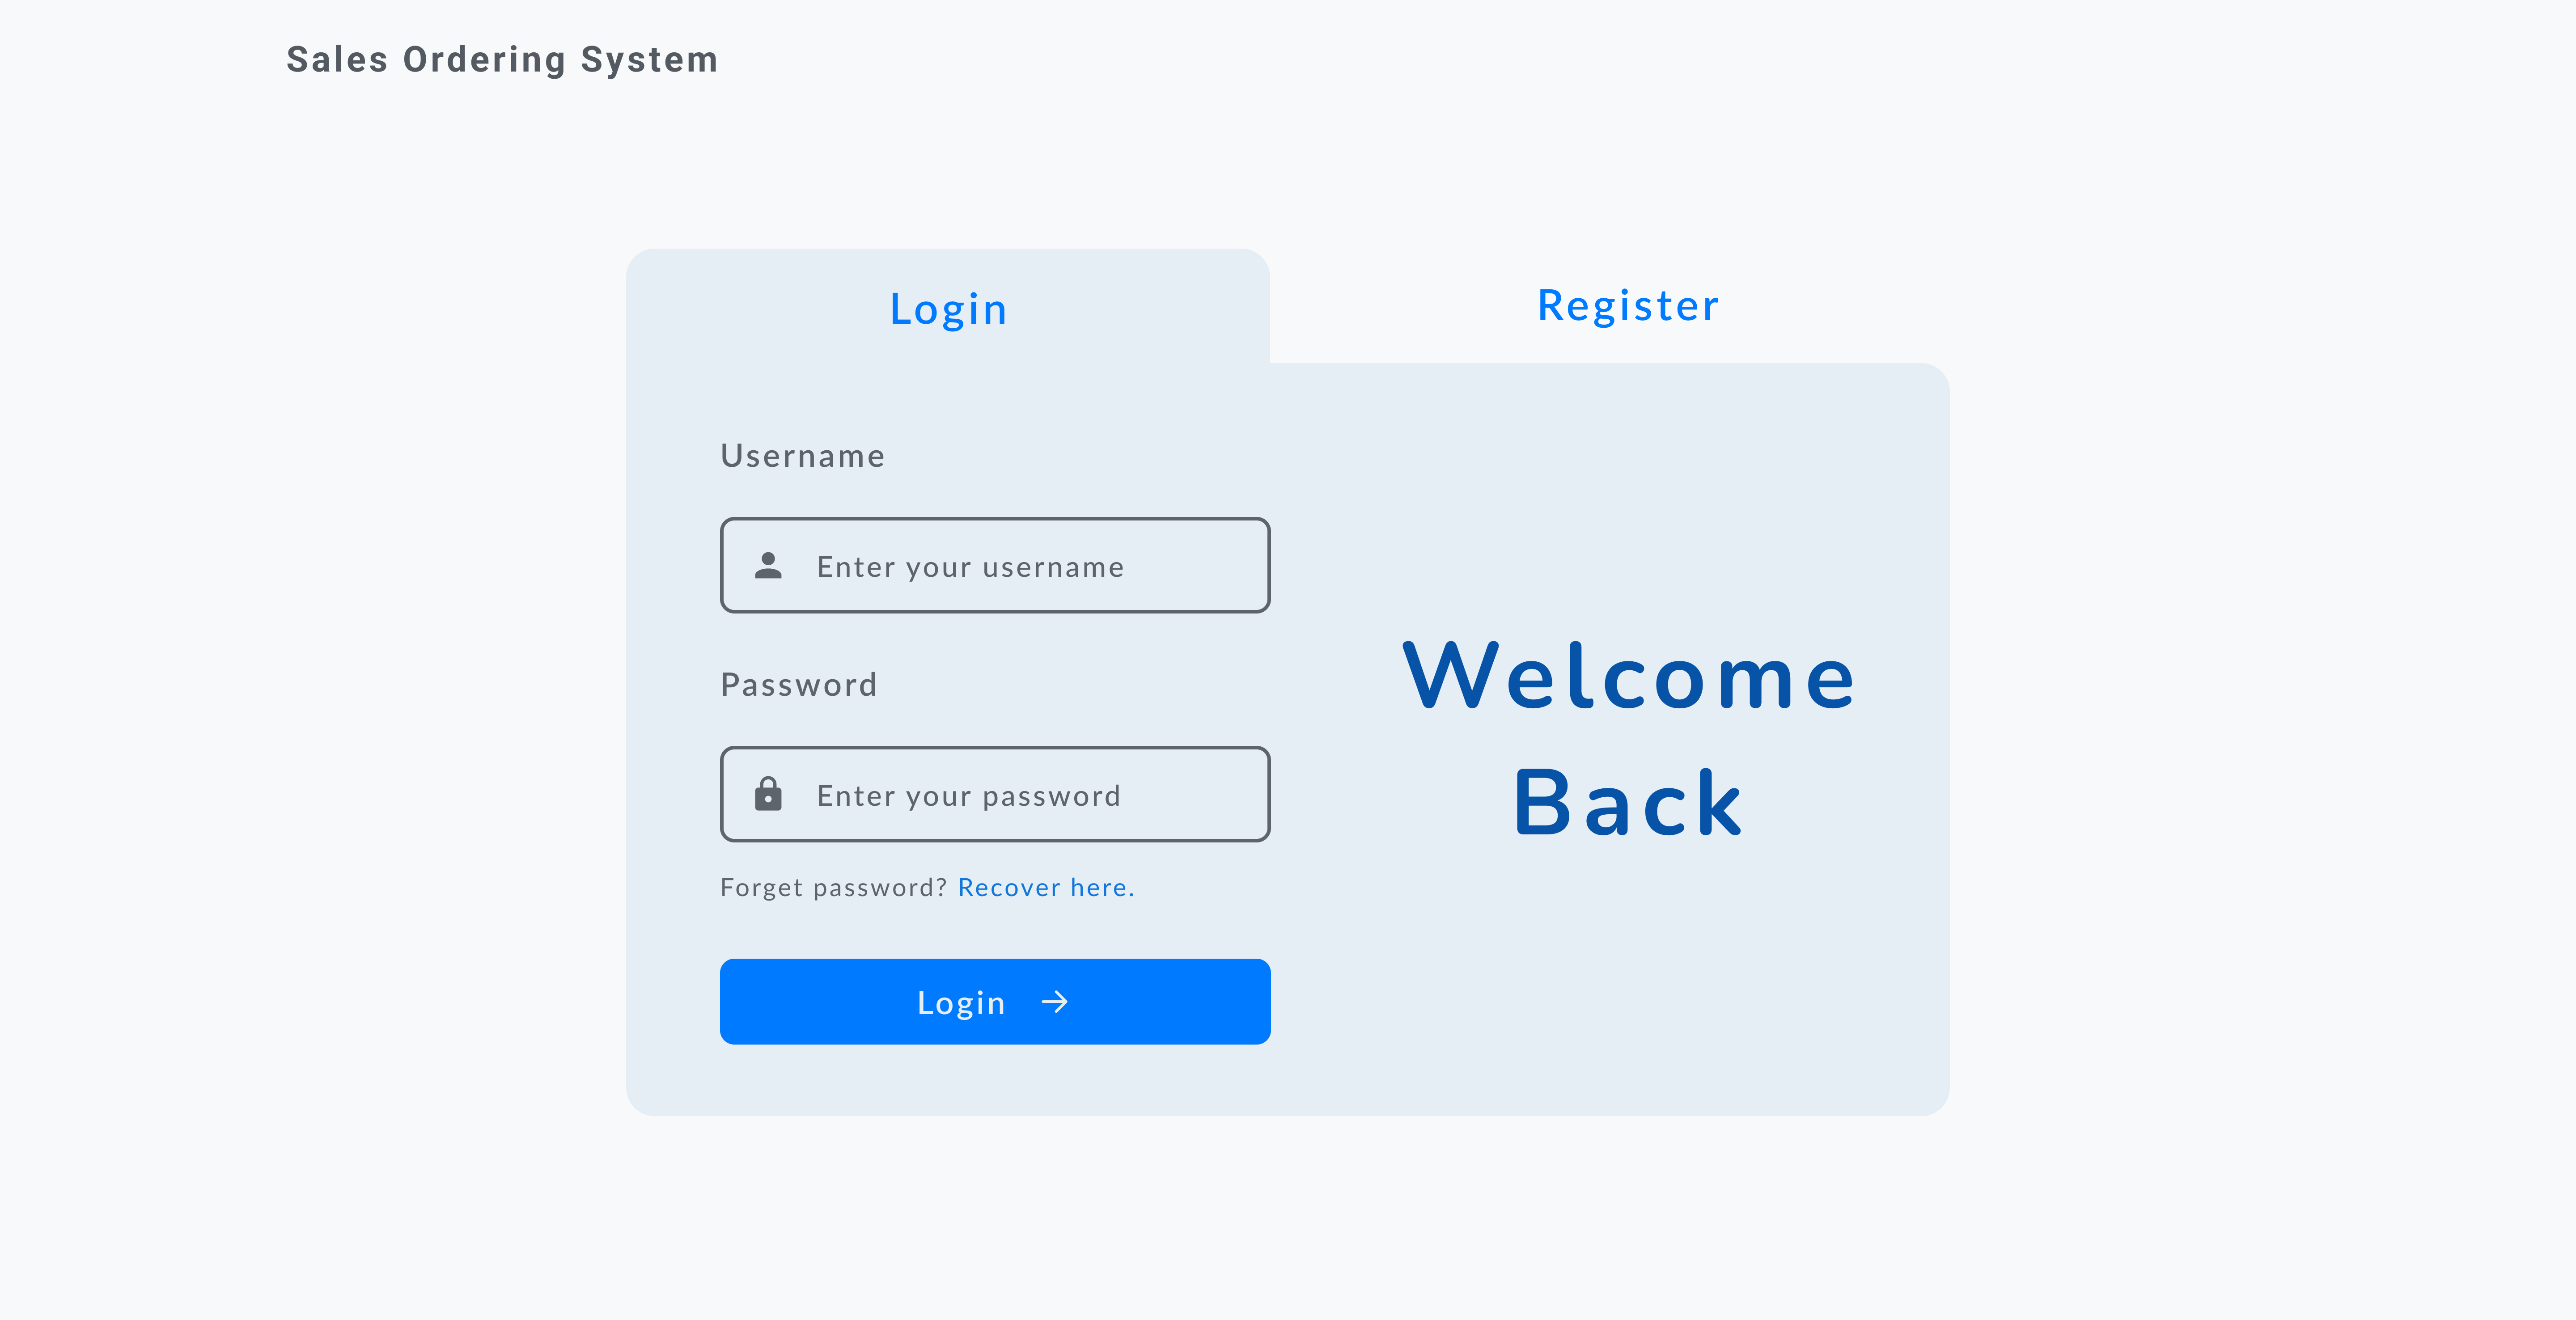 Sales Ordering System
Login
Register
Username
Enter your username
Password
Enter your password
Forget password? Recover here.
Login
Welcome
Back